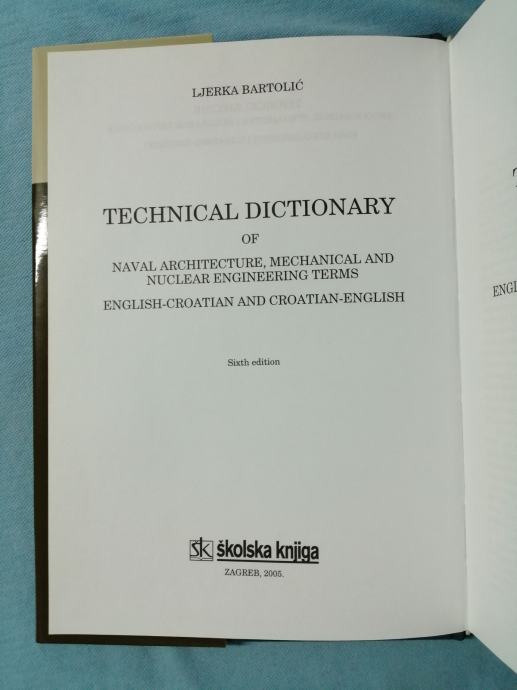 LJERKA BARTOLIĆ
TECHNICAL DICTIONARY
OF
NAVAL ARCHITECTURE, MECHANICAL AND
NUCLEAR ENGINEERING TERMS
ENGLISH-CROATIAN AND CROATIAN-ENGLISH
Sixth edition
šk školska knjiga
ZAGREB, 2005.